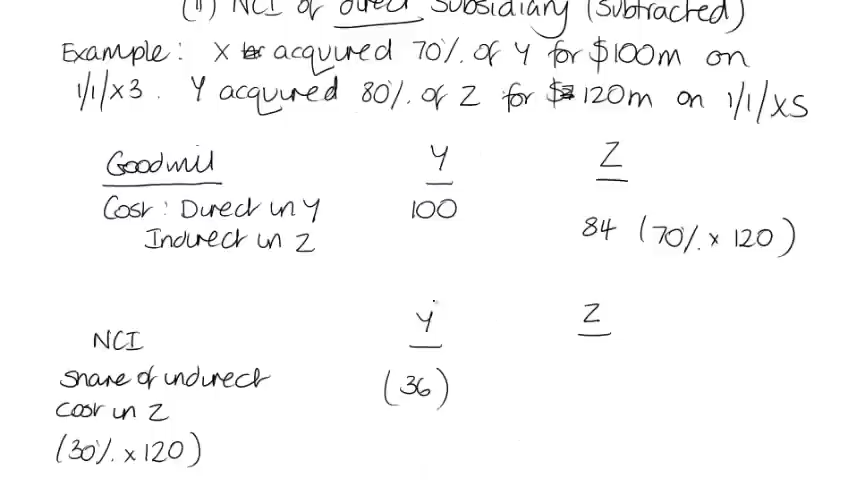 (ii) NCI of direct subsidiary (subtracted)
Example: X acquired 70% of Y for $100m on
1/1/X3. Y acquired 80% of Z for $120m on 1/1/X5
Goodwill Y Z
Cost: Direct in Y 100
Indirect in Z 84 (70% x 120)
NCI Y Z
Share of indirect (36)
cost in Z
(30% x 120)